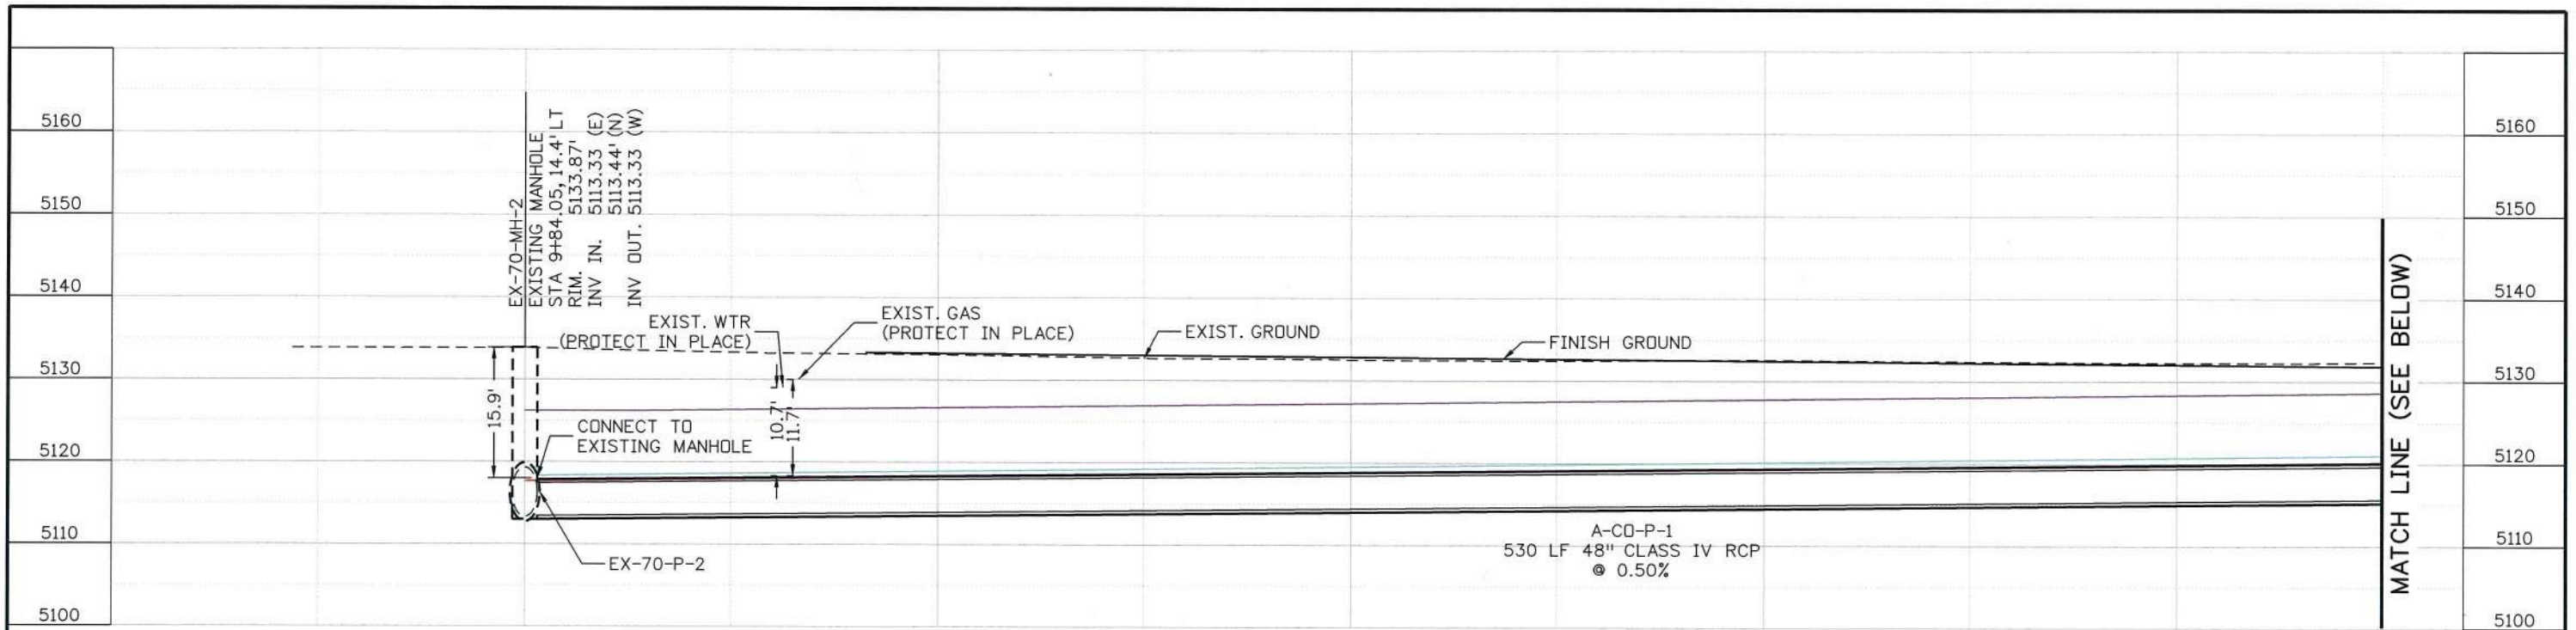 5160
5150
5140
5130
5120
5110
5100
EX-70-MH-2
EXISTING MANHOLE
STA 9+84.05, 14.4' LT
RIM. 5133.87'
INV IN. 5113.33 (E)
5113.44' (N)
INV OUT. 5113.33 (W)
EXIST. WTR
(PROTECT IN PLACE)
EXIST. GAS
(PROTECT IN PLACE)
EXIST. GROUND
FINISH GROUND
15.9'
10.7'
11.7'
CONNECT TO
EXISTING MANHOLE
EX-70-P-2
A-CO-P-1
530 LF 48" CLASS IV RCP
@ 0.50%
MATCH LINE (SEE BELOW)
5160
5150
5140
5130
5120
5110
5100